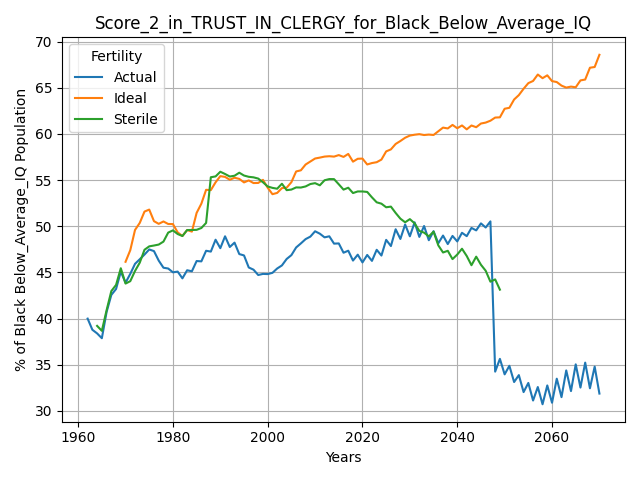 Score_2_in_TRUST_IN_CLERGY_for_Black_Below_Average_IQ
% of Black Below_Average_IQ Population
70
65
60
55
50
45
40
35
30
Fertility
Actual
Ideal
Sterile
1960 1980 2000 2020 2040 2060
Years